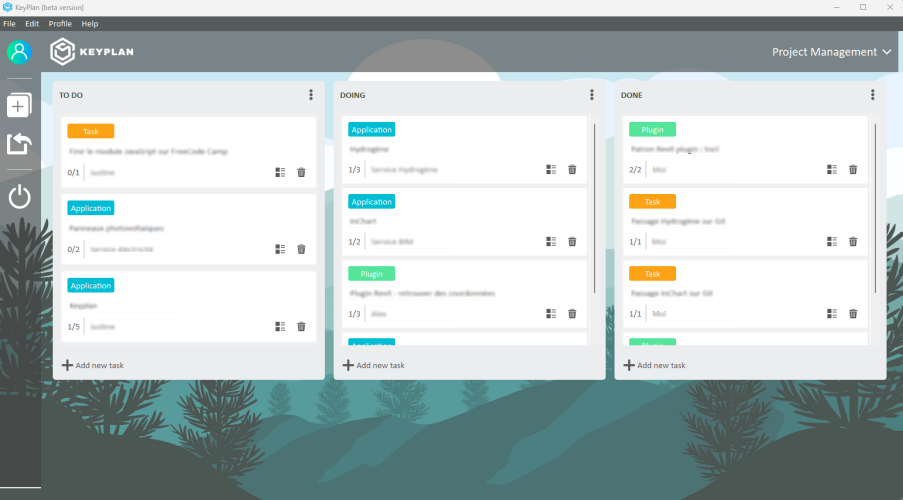 KeyPlan (beta version)
File Edit Profile Help
KEYPLAN
Project Management
TO DO
Task
Finir le module JavaScript sur FreeCode Camp
0/1 Justine
Application
Panneaux photovoltaïques
0/2 Service électricité
Application
Keyplan
1/5 Justine
Add new task
DOING
Application
Hydrogène
1/3 Service Hydrogène
Application
InChart
1/2 Service BIM
Plugin
Plugin Revit - retrouver des coordonnées
1/3 Alex
Application
Add new task
DONE
Plugin
Patron Revit plugin : tool
2/2 Moi
Task
Passage Hydrogène sur Git
1/1 Moi
Task
Passage InChart sur Git
1/1 Moi
Plugin
Add new task